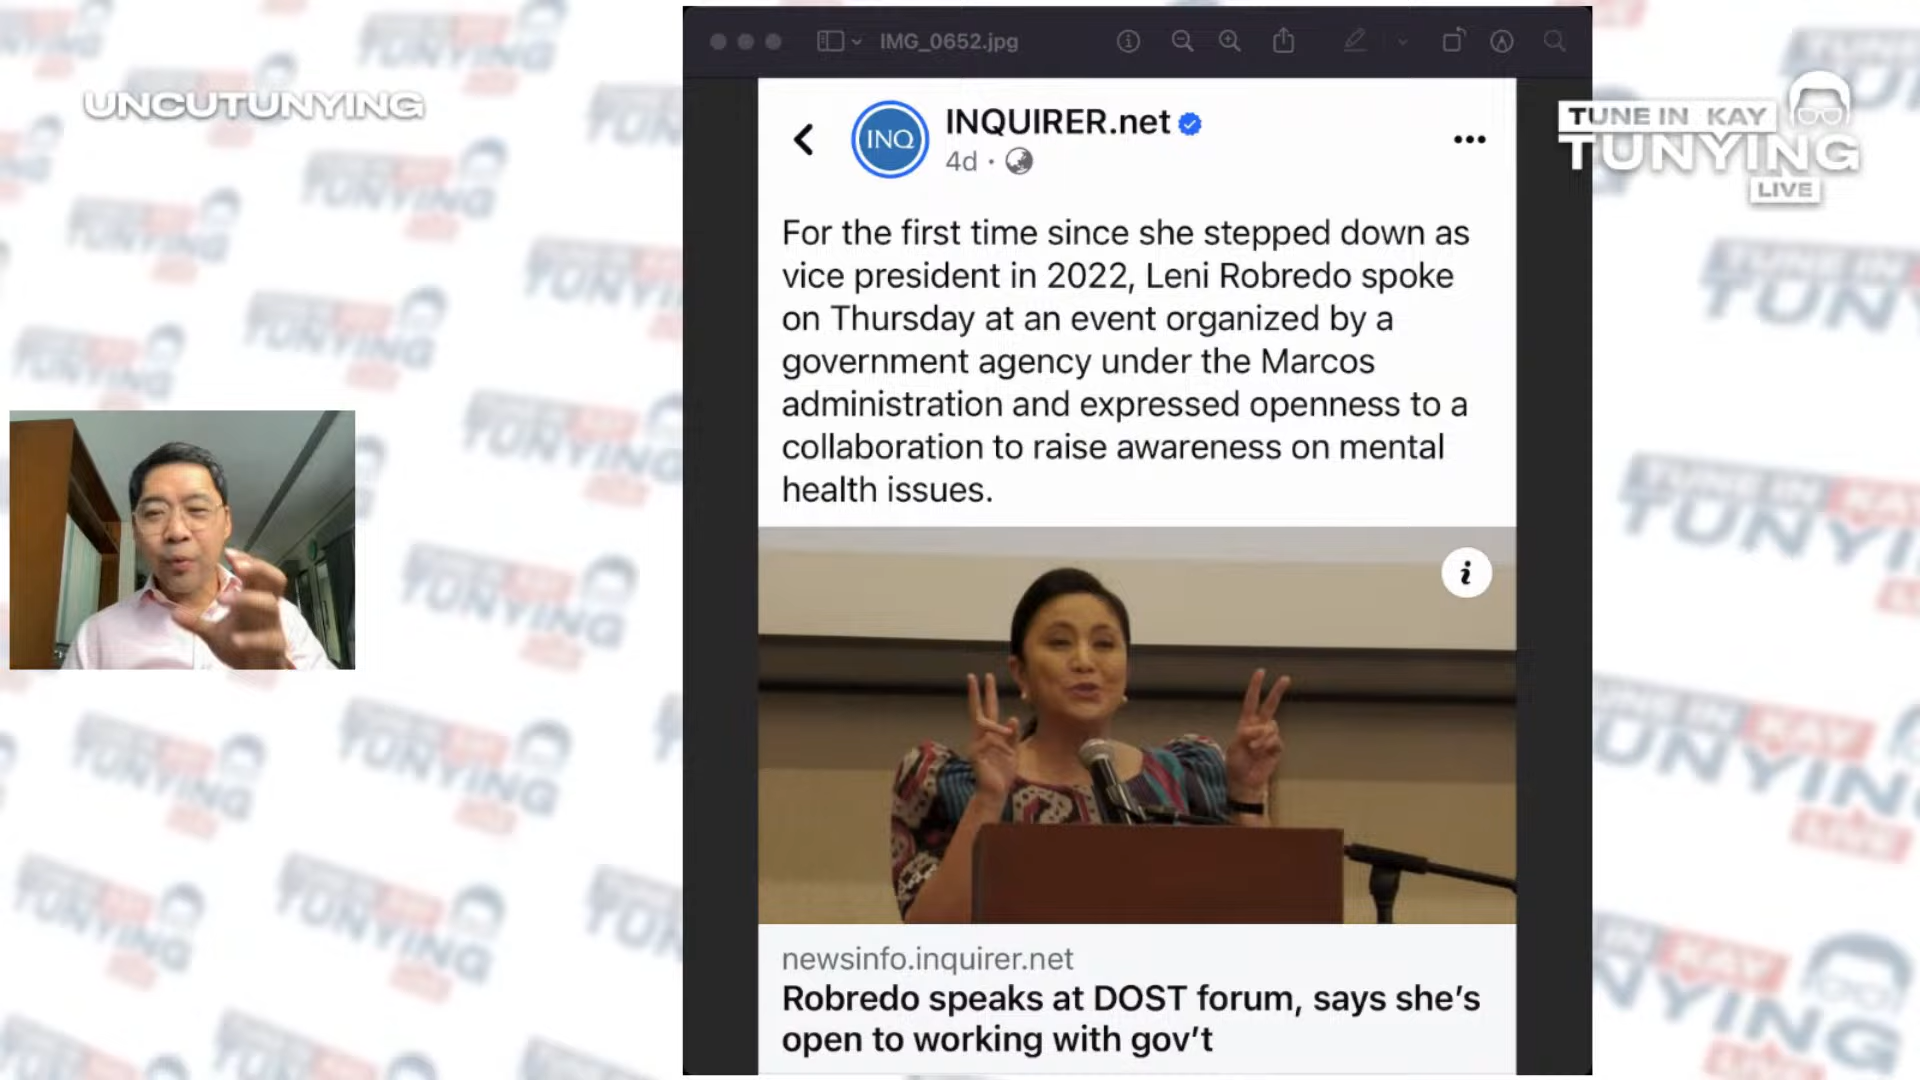 UNCUTUNYING
IMG_0652.jpg
TUNE IN KAY
TUNYING
LIVE
INQ
INQUIRER.net
4d
For the first time since she stepped down as
vice president in 2022, Leni Robredo spoke
on Thursday at an event organized by a
government agency under the Marcos
administration and expressed openness to a
collaboration to raise awareness on mental
health issues.
newsinfo.inquirer.net
Robredo speaks at DOST forum, says she's
open to working with gov't